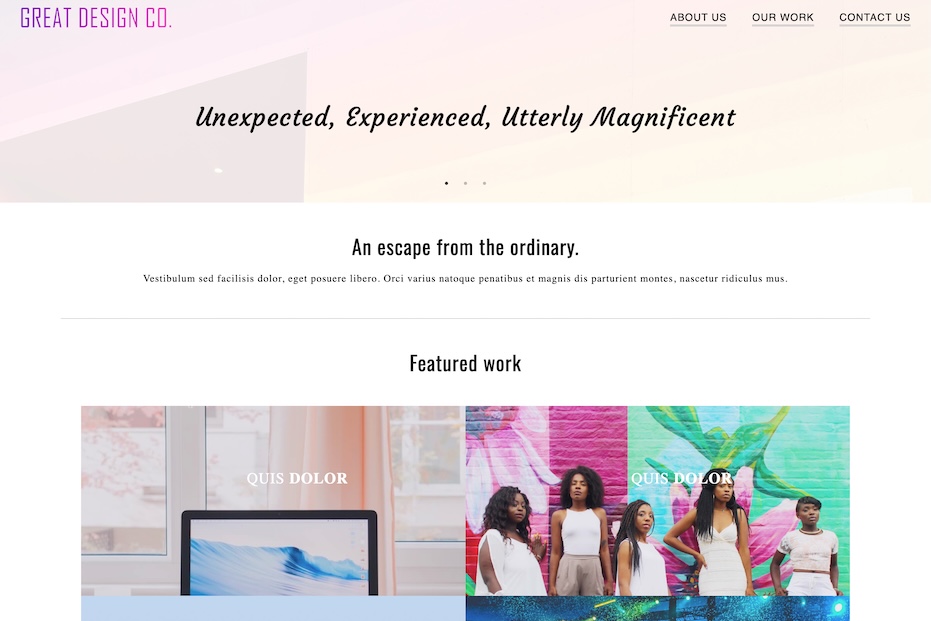 GREAT DESIGN CO.
ABOUT US
OUR WORK
CONTACT US
Unexpected, Experienced, Utterly Magnificent
An escape from the ordinary.
Vestibulum sed facilisis dolor, eget posuere libero. Orci varius natoque penatibus et magnis dis parturient montes, nascetur ridiculus mus.
Featured work
QUIS DOLOR
QUIS DOLOR